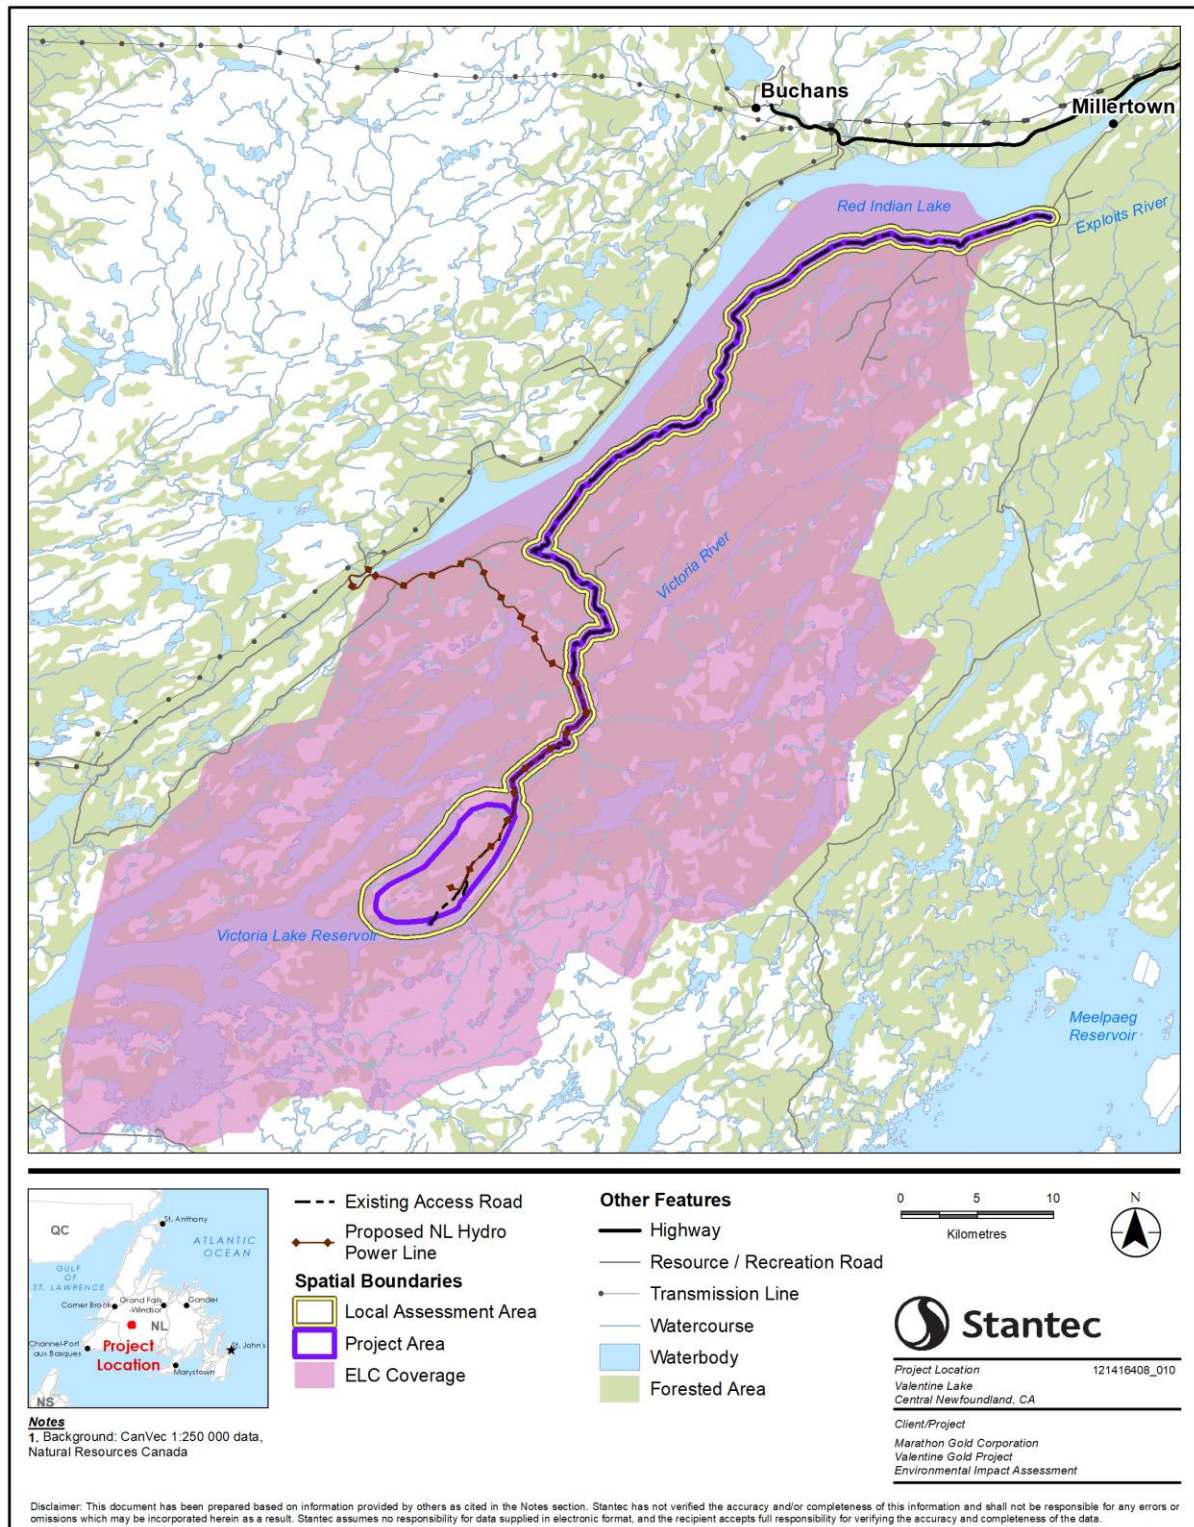 Buchans
Millertown
Red Indian Lake
Exploits River
Victoria River
Victoria Lake Reservoir
Meelpaeg
Reservoir
QC
St. Anthony
ATLANTIC
OCEAN
GULF
OF
ST. LAWRENCE
Corner Brook
Grand Falls
-Windsor
Gander
NL
Project
Location
Channel-Port
aux Basques
St. John's
Marystown
NS
Notes
1. Background: CanVec 1:250 000 data,
Natural Resources Canada
Existing Access Road
Proposed NL Hydro
Power Line
Spatial Boundaries
Local Assessment Area
Project Area
ELC Coverage
Other Features
Highway
Resource / Recreation Road
Transmission Line
Watercourse
Waterbody
Forested Area
0 5 10
Kilometres
N
Stantec
Project Location 121416408_010
Valentine Lake
Central Newfoundland, CA
Client/Project
Marathon Gold Corporation
Valentine Gold Project
Environmental Impact Assessment
Disclaimer: This document has been prepared based on information provided by others as cited in the Notes section. Stantec has not verified the accuracy and/or completeness of this information and shall not be responsible for any errors or
omissions which may be incorporated herein as a result. Stantec assumes no responsibility for data supplied in electronic format, and the recipient accepts full responsibility for verifying the accuracy and completeness of the data.